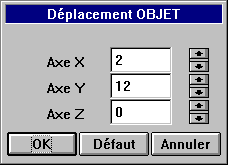 Déplacement OBJET
Axe X 2
Axe Y 12
Axe Z 0
OK Défaut Annuler